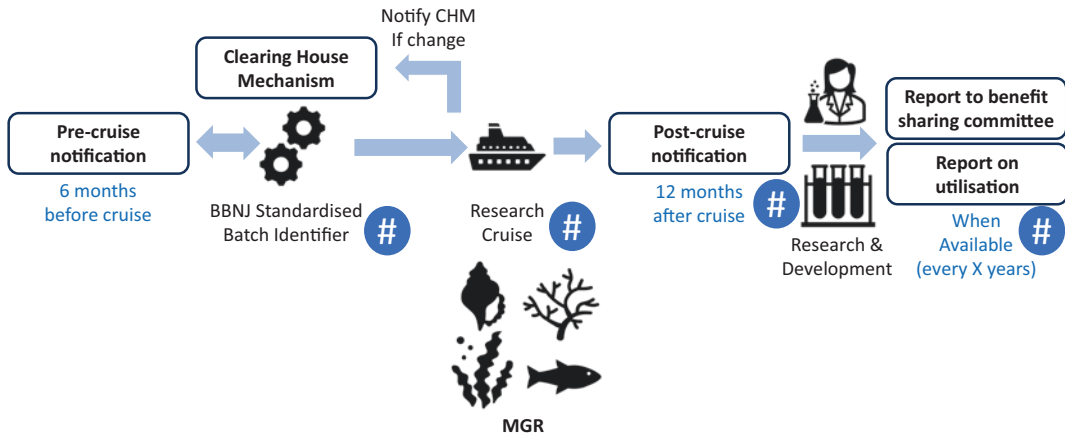 Notify CHM
If change
Clearing House
Mechanism
Pre-cruise
notification
6 months
before cruise
BBNJ Standardised
Batch Identifier
#
Research
Cruise
#
Post-cruise
notification
12 months
after cruise
#
Research &
Development
Report to benefit
sharing committee
Report on
utilisation
When
Available
(every X years)
#
MGR